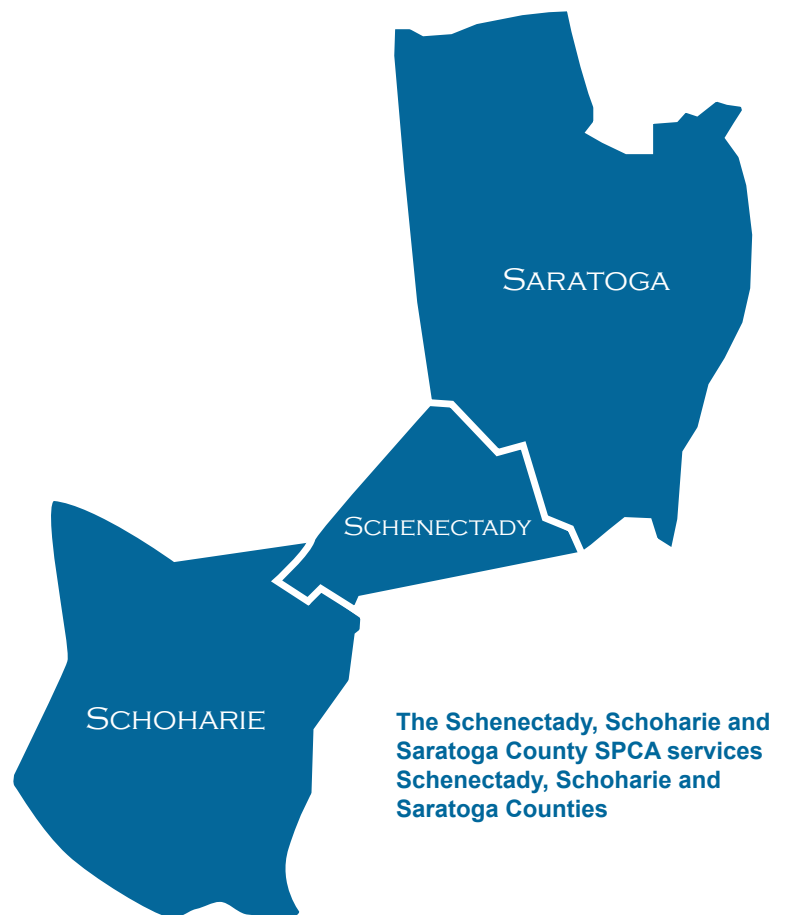 SARATOGA
SCHENECTADY
SCHOHARIE
The Schenectady, Schoharie and
Saratoga County SPCA services
Schenectady, Schoharie and
Saratoga Counties